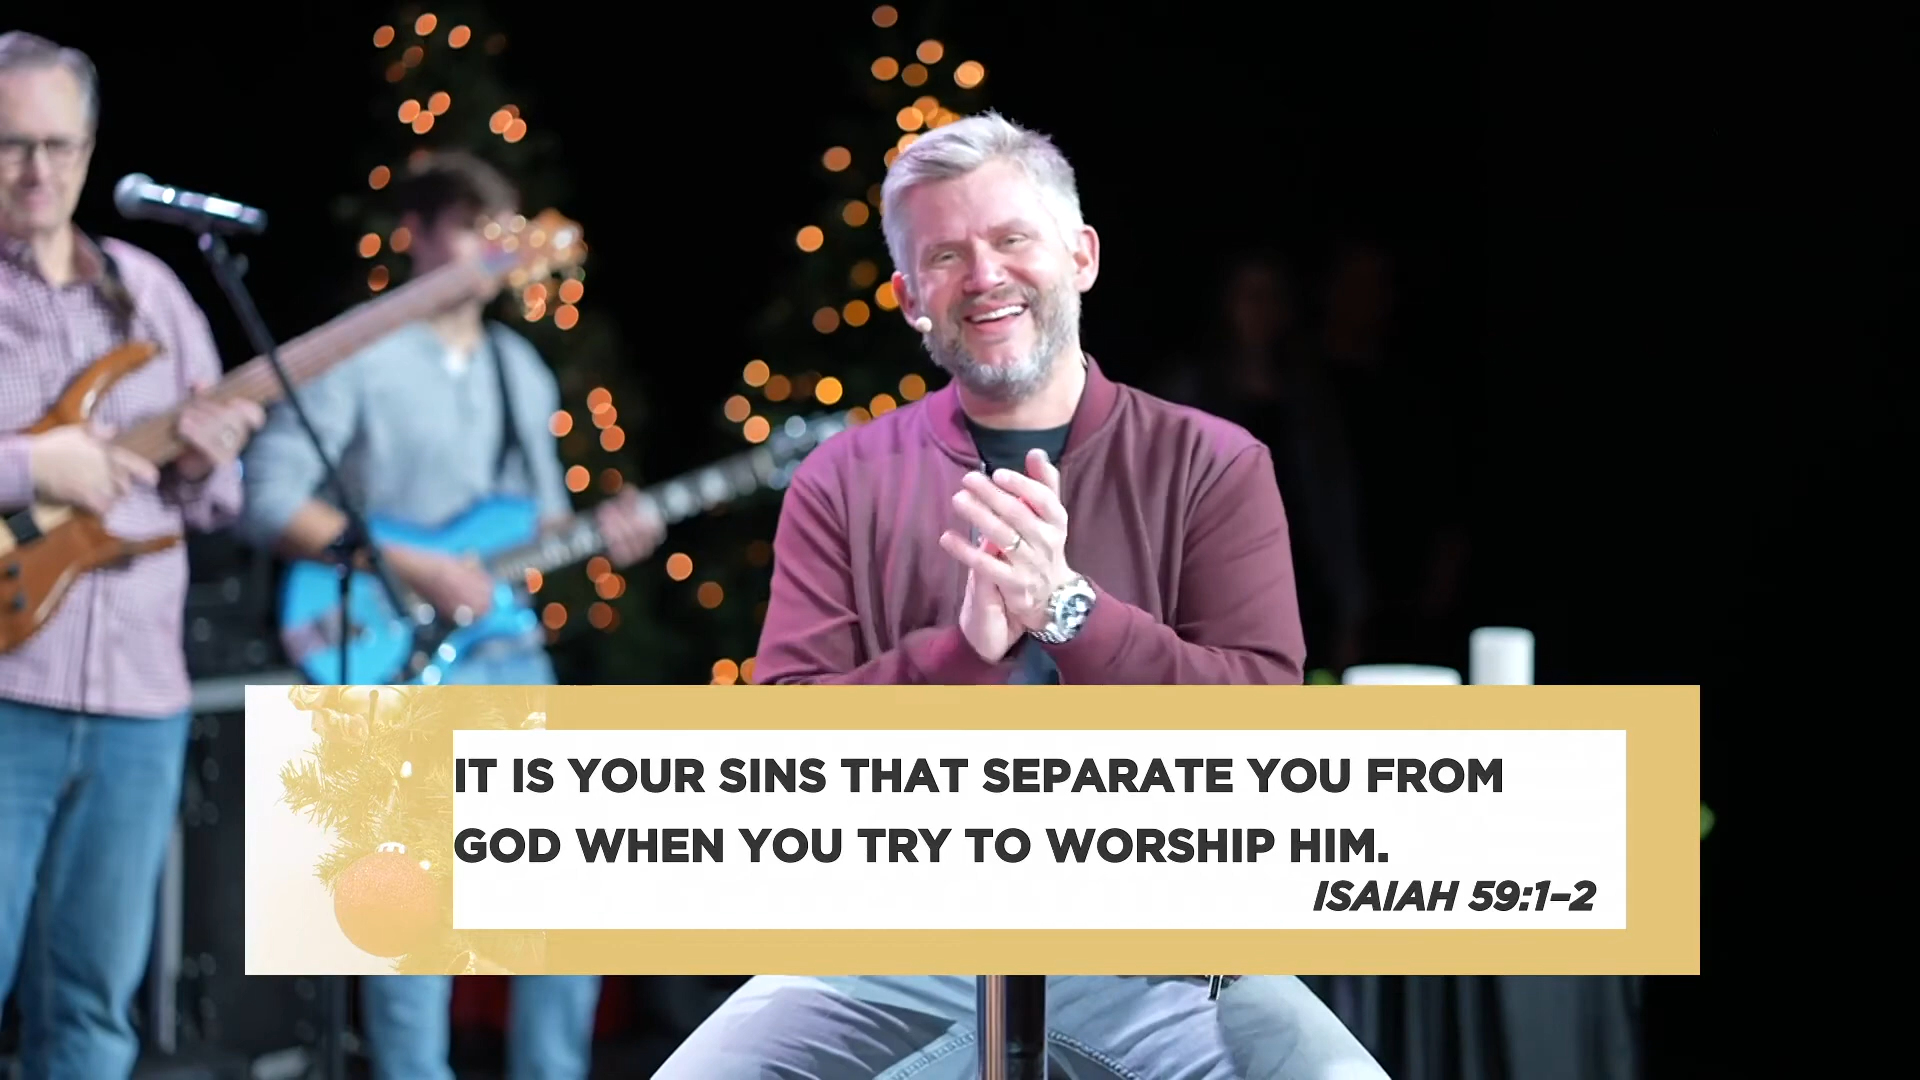 IT IS YOUR SINS THAT SEPARATE YOU FROM
GOD WHEN YOU TRY TO WORSHIP HIM.
ISAIAH 59:1–2